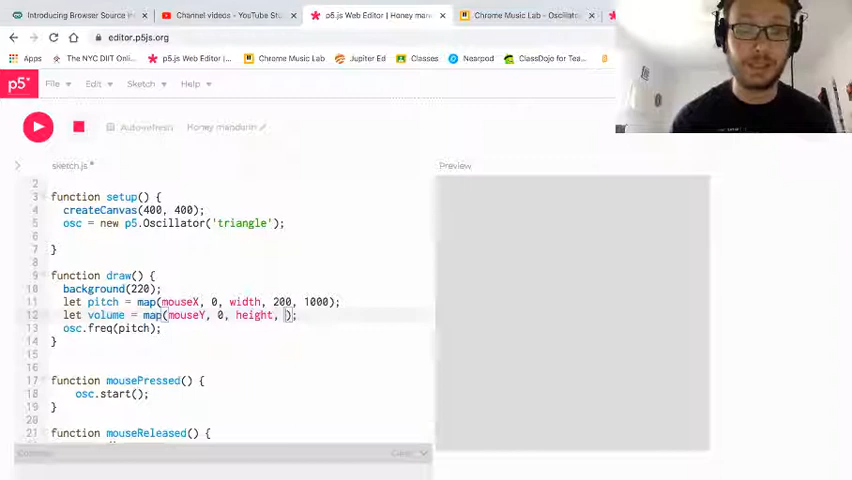 Introducing Browser Source
Channel videos - YouTube St
p5.js Web Editor | Honey man
Chrome Music Lab - Oscillato
editor.p5js.org
Apps
The NYC DIIT Onl...
p5.js Web Editor |...
Chrome Music Lab
Jupiter Ed
Classes
Nearpod
ClassDojo for Tea...
p5*
File
Edit
Sketch
Help
Auto-refresh
Honey mandarin
sketch.js
Preview
2
3 function setup() {
4 createCanvas(400, 400);
5 osc = new p5.Oscillator('triangle');
6
7 }
8
9 function draw() {
10 background(220);
11 let pitch = map(mouseX, 0, width, 200, 1000);
12 let volume = map(mouseY, 0, height, );
13 osc.freq(pitch);
14 }
15
16
17 function mousePressed() {
18 osc.start();
19 }
20
21 function mouseReleased() {
Console
Clear